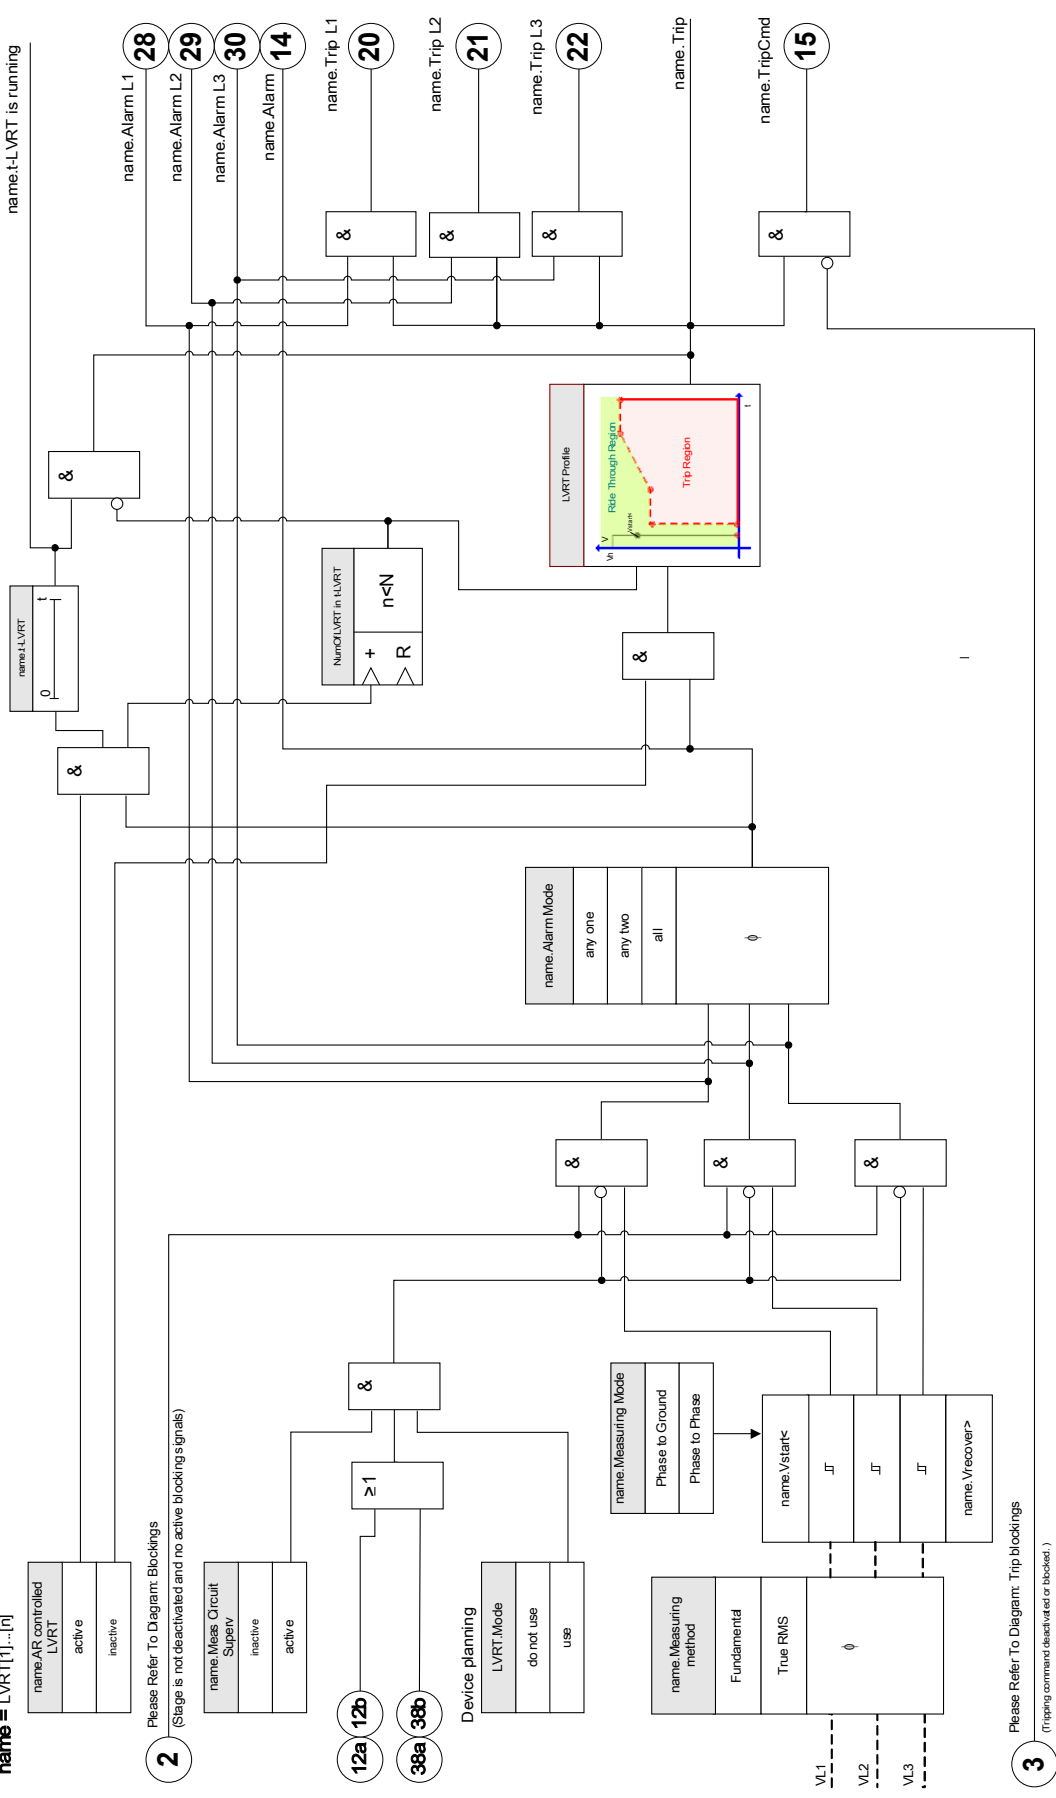 name = LVRT[1]...[n]
name.AR controlled
LVRT
active
inactive
2
Please Refer To Diagram: Blockings
(Stage is not deactivated and no active blocking signals)
name.Meas Circuit
Superv
inactive
active
12a 12b
38a 38b
Device planning
LVRT.Mode
do not use
use
≥1
&
name.Measuring
method
Fundamental
True RMS
ϕ
VL1
VL2
VL3
name.Measuring Mode
Phase to Ground
Phase to Phase
name.Vstart<
name.Vrecover>
3
Please Refer To Diagram: Trip blockings
(Tripping command deactivated or blocked.)
&
&
&
name.AlarmMode
any one
any two
all
ϕ
&
name.t-LVRT
0
t
NumOfLVRT in t-LVRT
+
R
n<N
&
&
LVRT Profile
Ride Through Region
Trip Region
V
Vn
Vstart<
t
&
&
&
&
name.t-LVRT is running
name.Alarm L1
28
name.Alarm L2
29
name.Alarm L3
30
name.Alarm
14
name.Trip L1
20
name.Trip L2
21
name.Trip L3
22
name.Trip
name.TripCmd
15